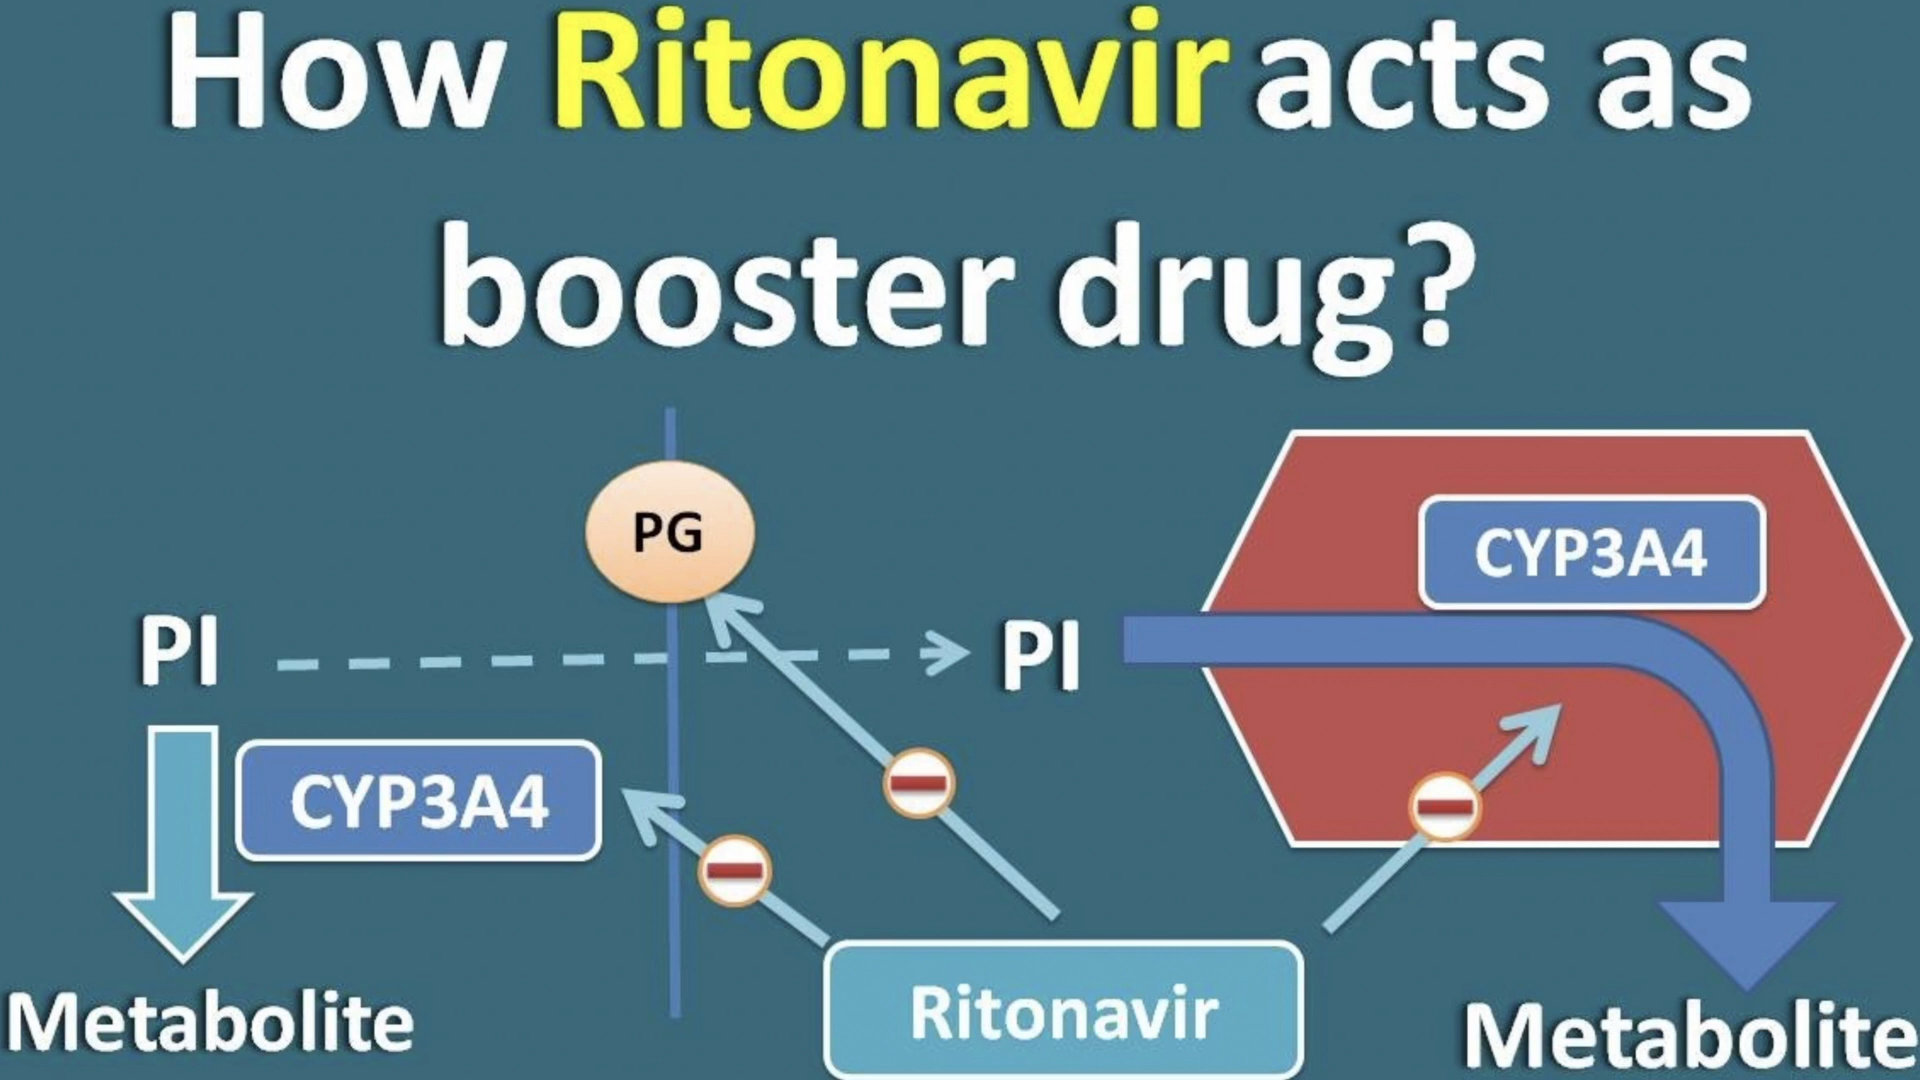 How Ritonavir acts as
booster drug?
PG
CYP3A4
PI
PI
CYP3A4
Ritonavir
Metabolite
Metabolite